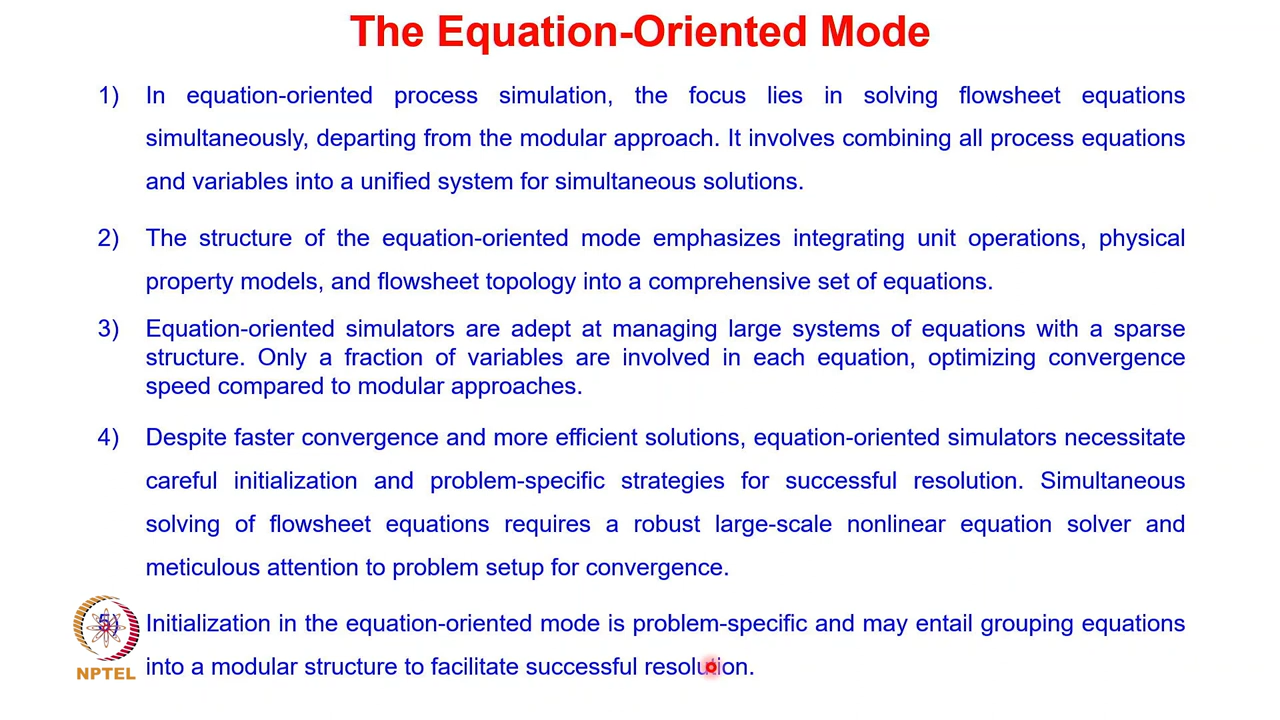 The Equation-Oriented Mode
1) In equation-oriented process simulation, the focus lies in solving flowsheet equations
simultaneously, departing from the modular approach. It involves combining all process equations
and variables into a unified system for simultaneous solutions.
2) The structure of the equation-oriented mode emphasizes integrating unit operations, physical
property models, and flowsheet topology into a comprehensive set of equations.
3) Equation-oriented simulators are adept at managing large systems of equations with a sparse
structure. Only a fraction of variables are involved in each equation, optimizing convergence
speed compared to modular approaches.
4) Despite faster convergence and more efficient solutions, equation-oriented simulators necessitate
careful initialization and problem-specific strategies for successful resolution. Simultaneous
solving of flowsheet equations requires a robust large-scale nonlinear equation solver and
meticulous attention to problem setup for convergence.
5) Initialization in the equation-oriented mode is problem-specific and may entail grouping equations
into a modular structure to facilitate successful resolution.
NPTEL